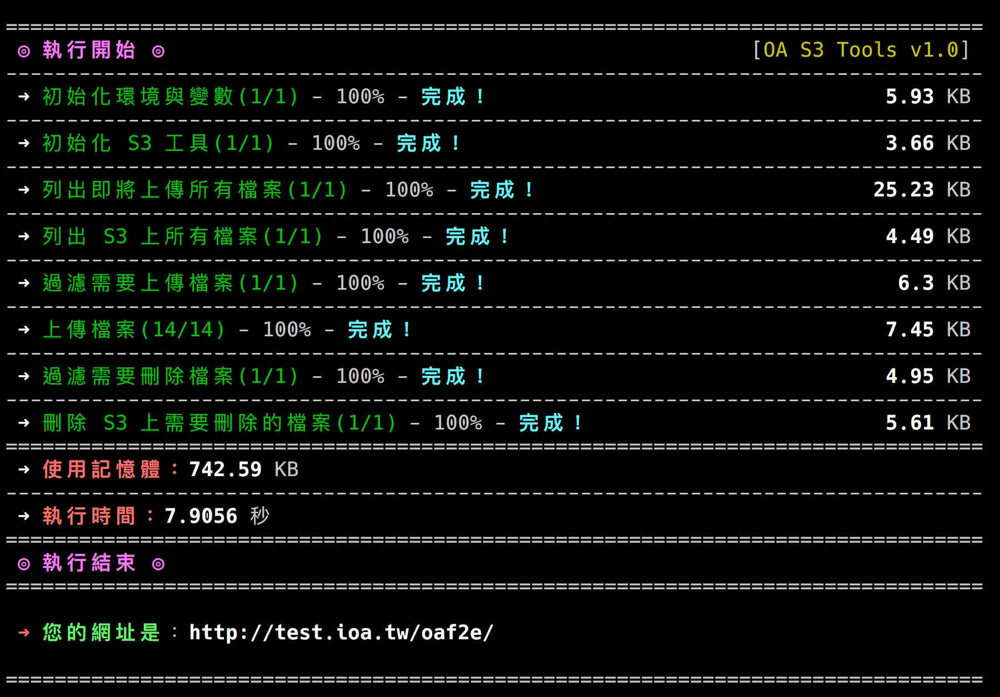 ================================================================================
◎ 執行開始 ◎ [OA S3 Tools v1.0]
--------------------------------------------------------------------------------
➜ 初始化環境與變數(1/1) - 100% - 完成！ 5.93 KB
--------------------------------------------------------------------------------
➜ 初始化 S3 工具(1/1) - 100% - 完成！ 3.66 KB
--------------------------------------------------------------------------------
➜ 列出即將上傳所有檔案(1/1) - 100% - 完成！ 25.23 KB
--------------------------------------------------------------------------------
➜ 列出 S3 上所有檔案(1/1) - 100% - 完成！ 4.49 KB
--------------------------------------------------------------------------------
➜ 過濾需要上傳檔案(1/1) - 100% - 完成！ 6.3 KB
--------------------------------------------------------------------------------
➜ 上傳檔案(14/14) - 100% - 完成！ 7.45 KB
--------------------------------------------------------------------------------
➜ 過濾需要刪除檔案(1/1) - 100% - 完成！ 4.95 KB
--------------------------------------------------------------------------------
➜ 刪除 S3 上需要刪除的檔案(1/1) - 100% - 完成！ 5.61 KB
================================================================================
➜ 使用記憶體：742.59 KB
--------------------------------------------------------------------------------
➜ 執行時間：7.9056 秒
================================================================================
◎ 執行結束 ◎
================================================================================
➜ 您的網址是：http://test.ioa.tw/oaf2e/
================================================================================